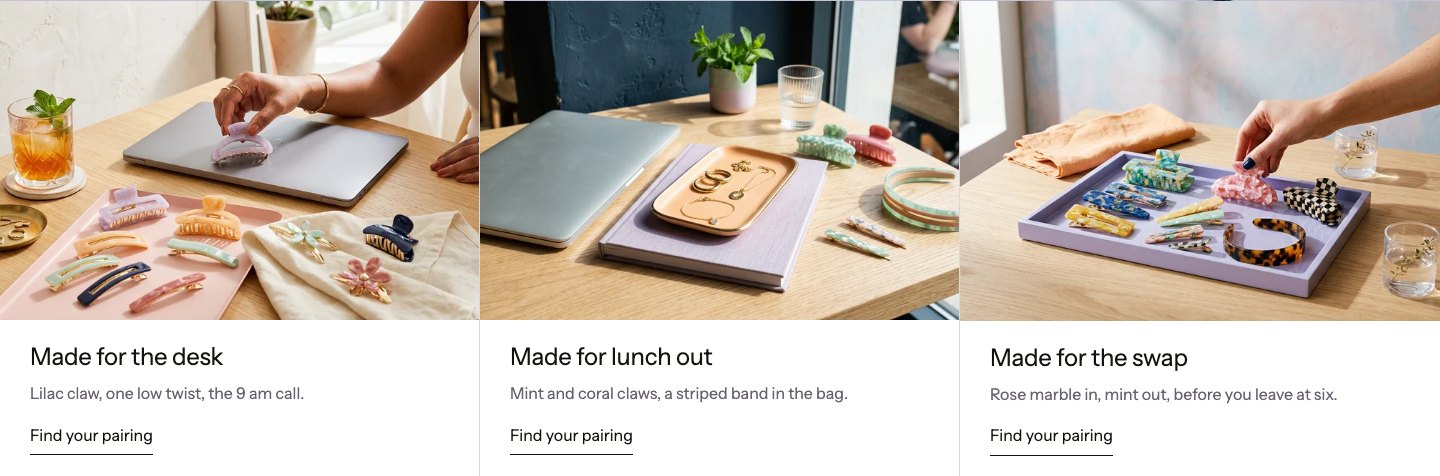 Made for the desk
Lilac claw, one low twist, the 9 am call.
Find your pairing
Made for lunch out
Mint and coral claws, a striped band in the bag.
Find your pairing
Made for the swap
Rose marble in, mint out, before you leave at six.
Find your pairing